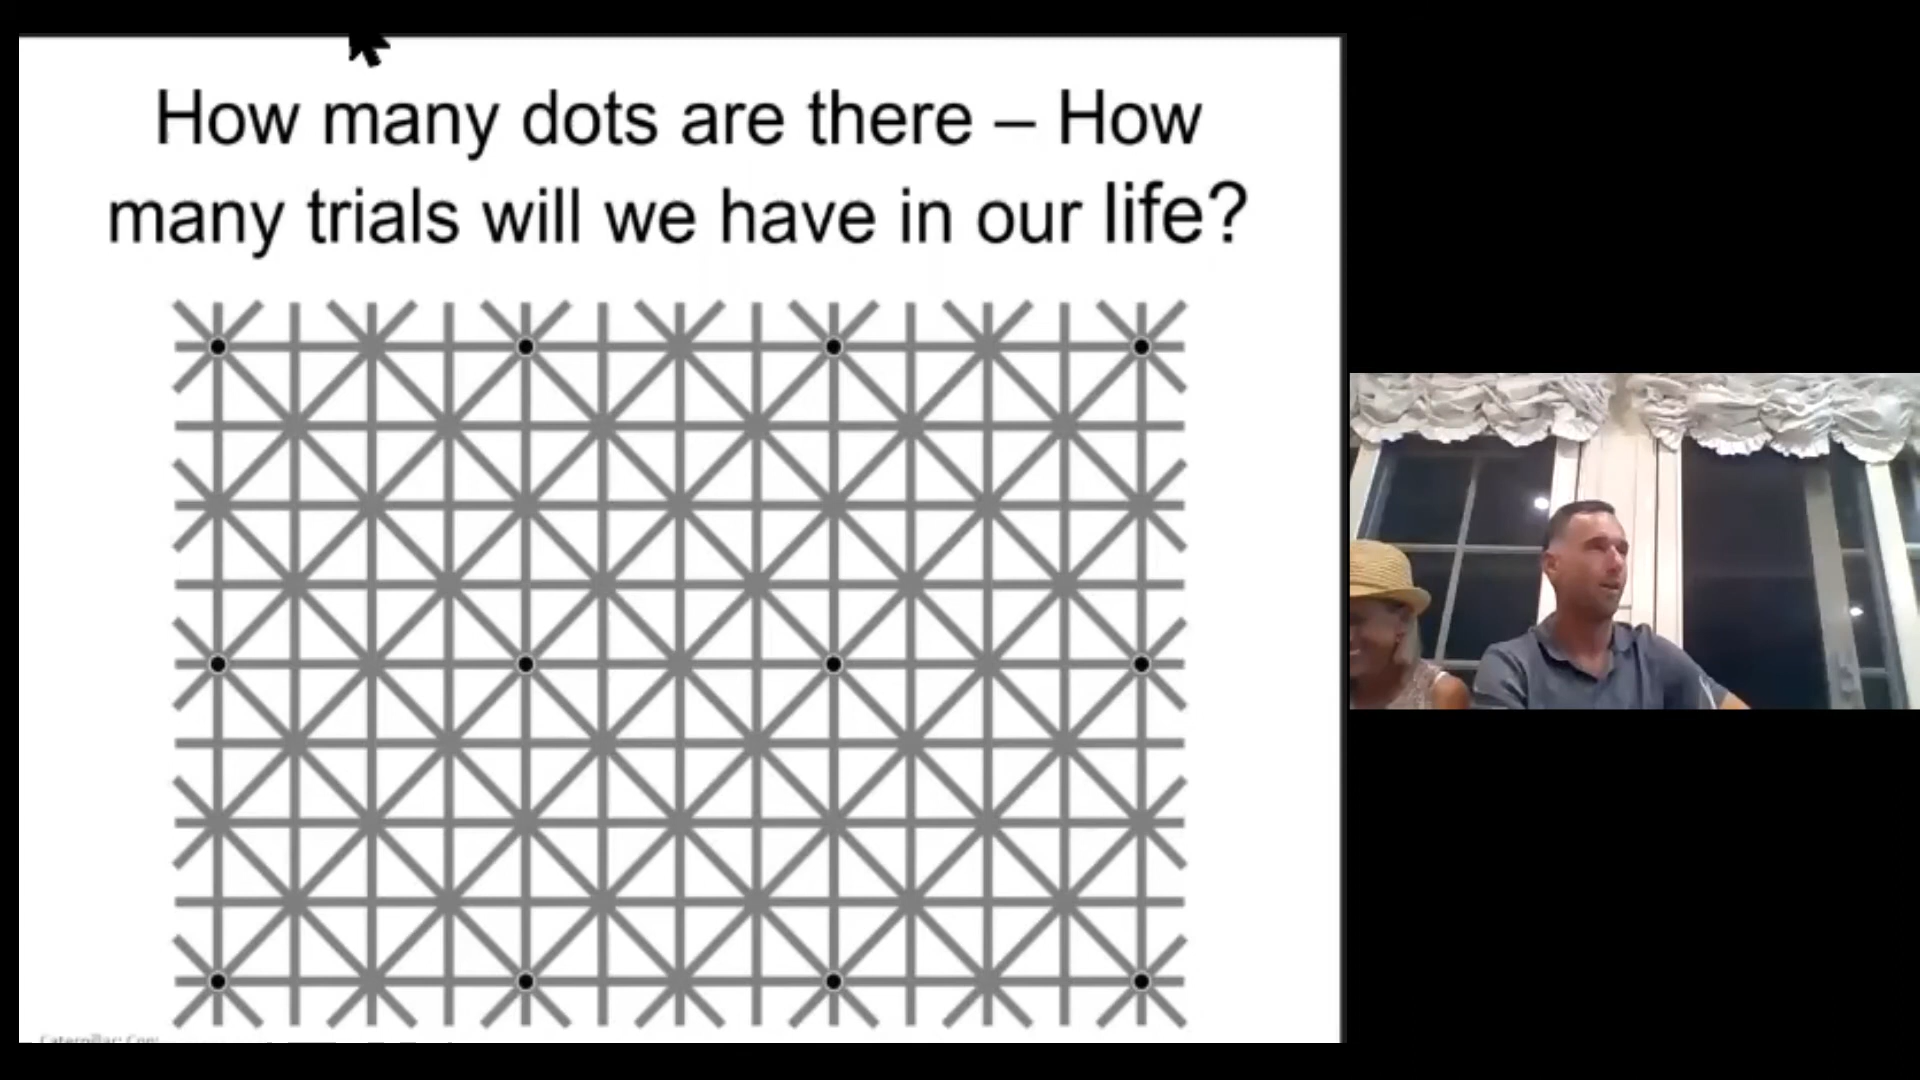 How many dots are there – How
many trials will we have in our life?